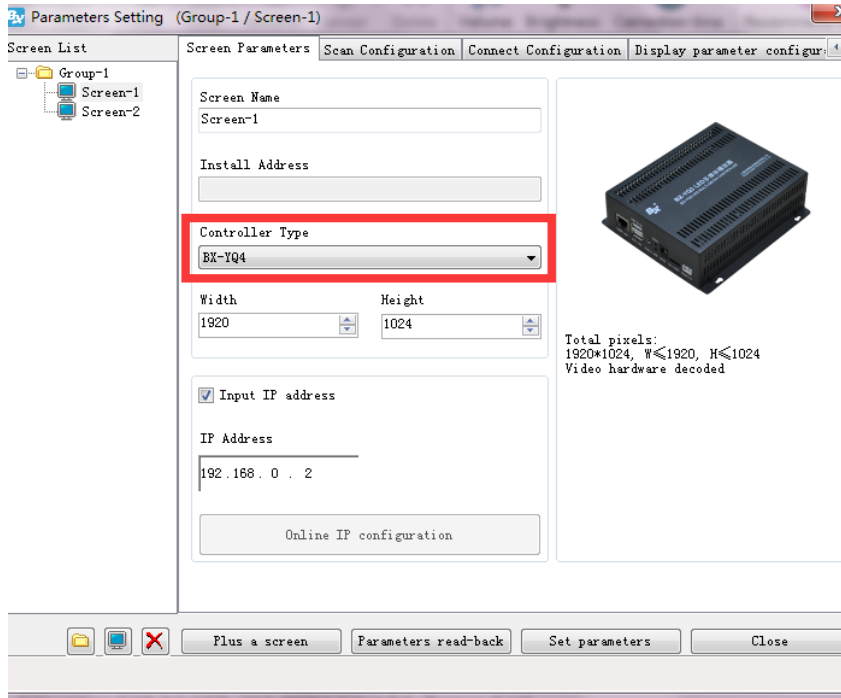 Parameters Setting (Group-1 / Screen-1)
Screen List
Screen Parameters
Scan Configuration
Connect Configuration
Display parameter configur
Group-1
Screen-1
Screen-2
Screen Name
Screen-1
Install Address
Controller Type
BX-YQ4
Width
Height
1920
1024
Total pixels:
1920*1024, W≤1920, H≤1024
Video hardware decoded
Input IP address
IP Address
192 .168 . 0 . 2
Online IP configuration
Plus a screen
Parameters read-back
Set parameters
Close